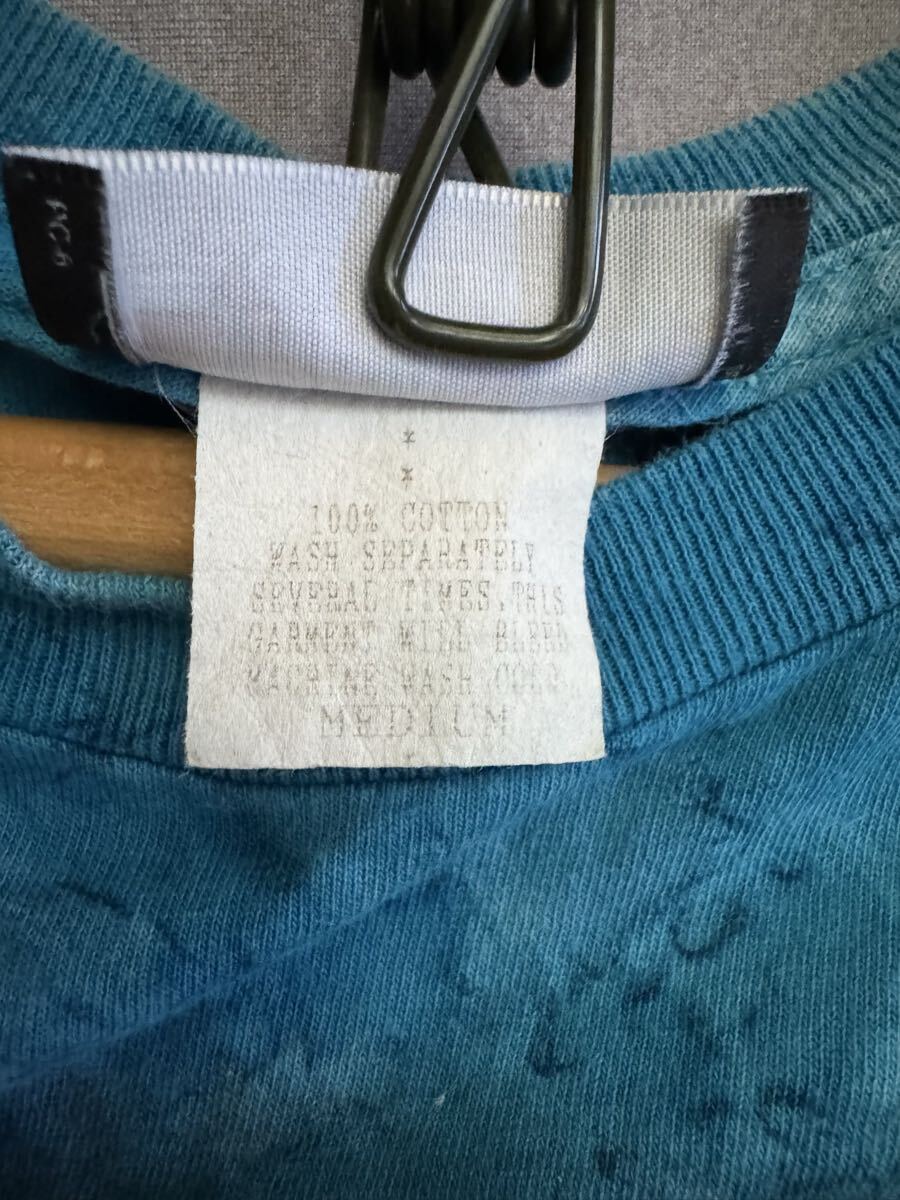 *
*
100% COTTON
WASH SEPARATELY
SEVERAL TIMES.THIS
GARMENT WILL BLEED
MACHINE WASH COLD.
MEDIUM